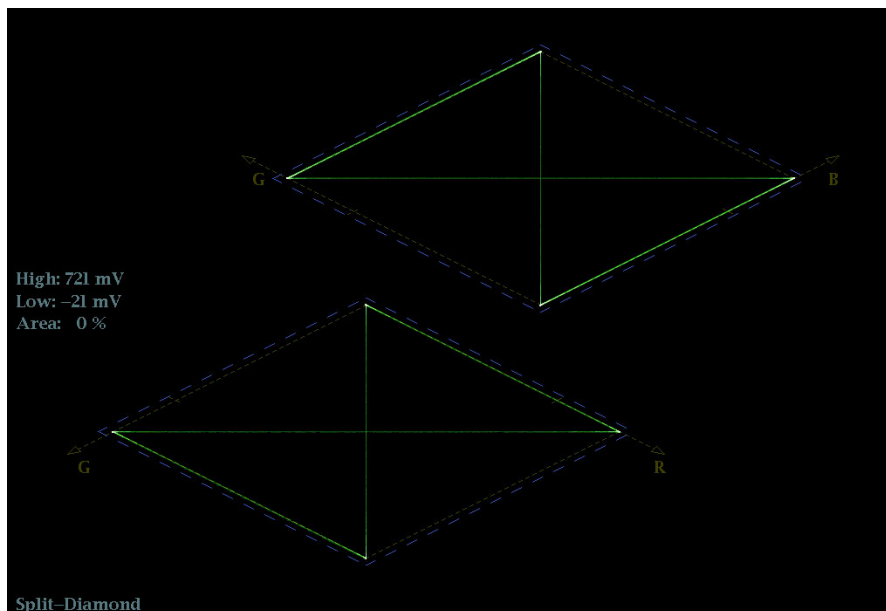 G
B
High: 721 mV
Low: –21 mV
Area: 0 %
G
R
Split–Diamond